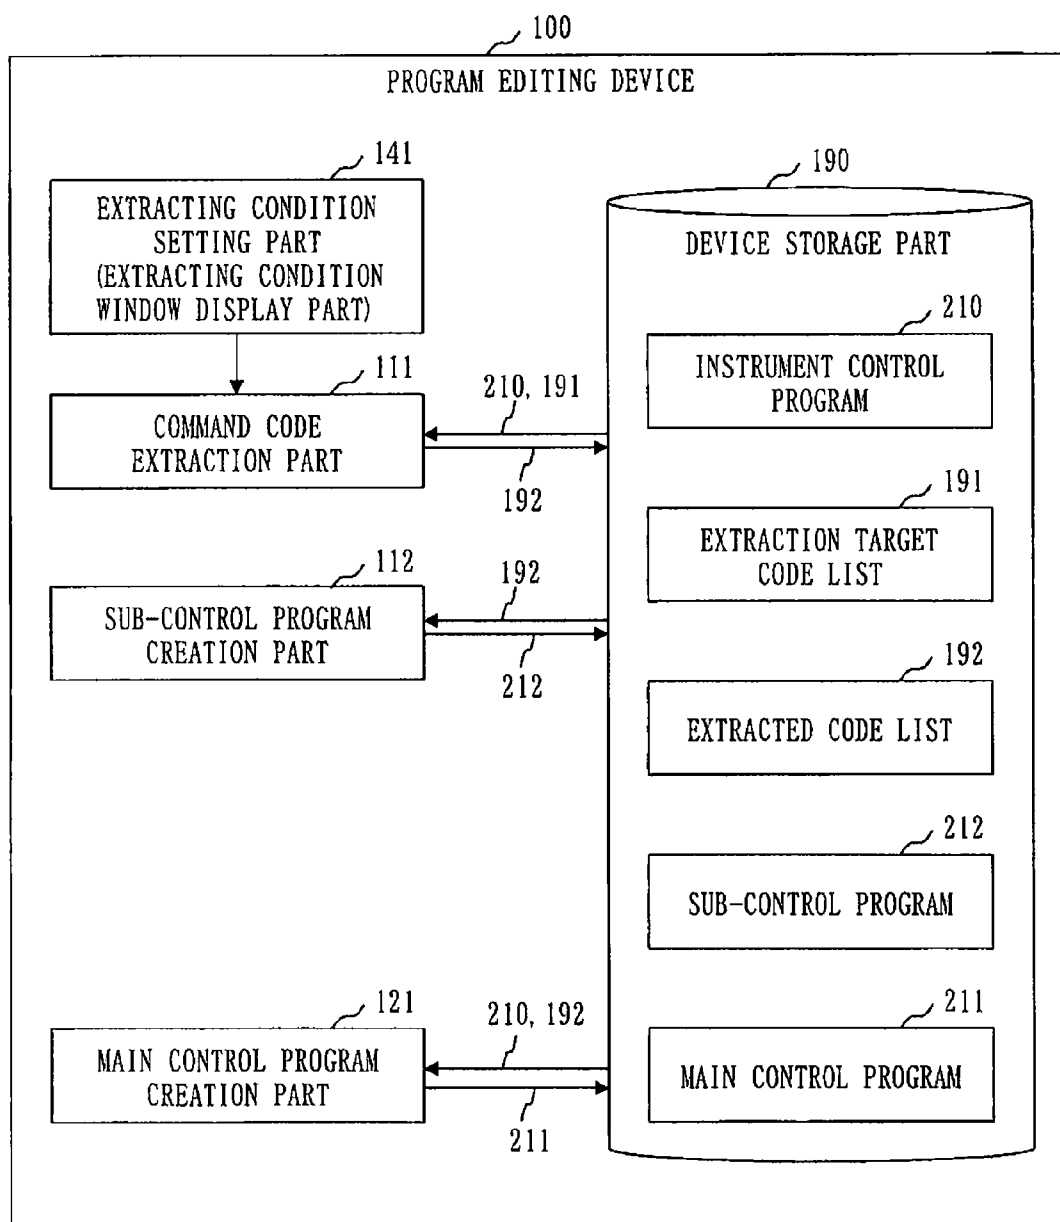 100
PROGRAM EDITING DEVICE
141
EXTRACTING CONDITION
SETTING PART
(EXTRACTING CONDITION
WINDOW DISPLAY PART)
111
COMMAND CODE
EXTRACTION PART
210, 191
192
112
SUB-CONTROL PROGRAM
CREATION PART
192
212
121
MAIN CONTROL PROGRAM
CREATION PART
210, 192
211
190
DEVICE STORAGE PART
210
INSTRUMENT CONTROL
PROGRAM
191
EXTRACTION TARGET
CODE LIST
192
EXTRACTED CODE LIST
212
SUB-CONTROL PROGRAM
211
MAIN CONTROL PROGRAM